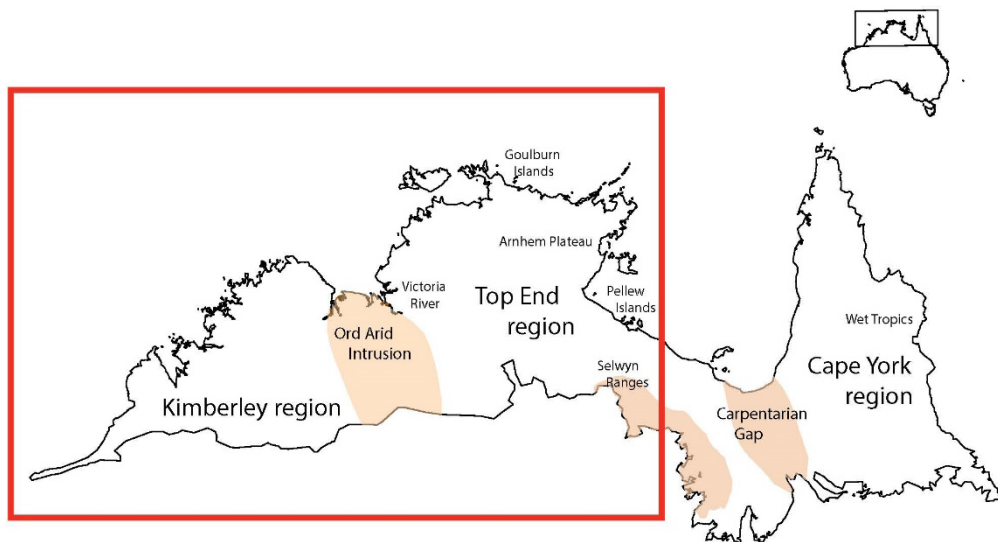 Goulburn
Islands
Arnhem Plateau
Victoria
River
Pellew
Islands
Top End
region
Wet Tropics
Ord Arid
Intrusion
Selwyn
Ranges
Cape York
region
Kimberley region
Carpentarian
Gap